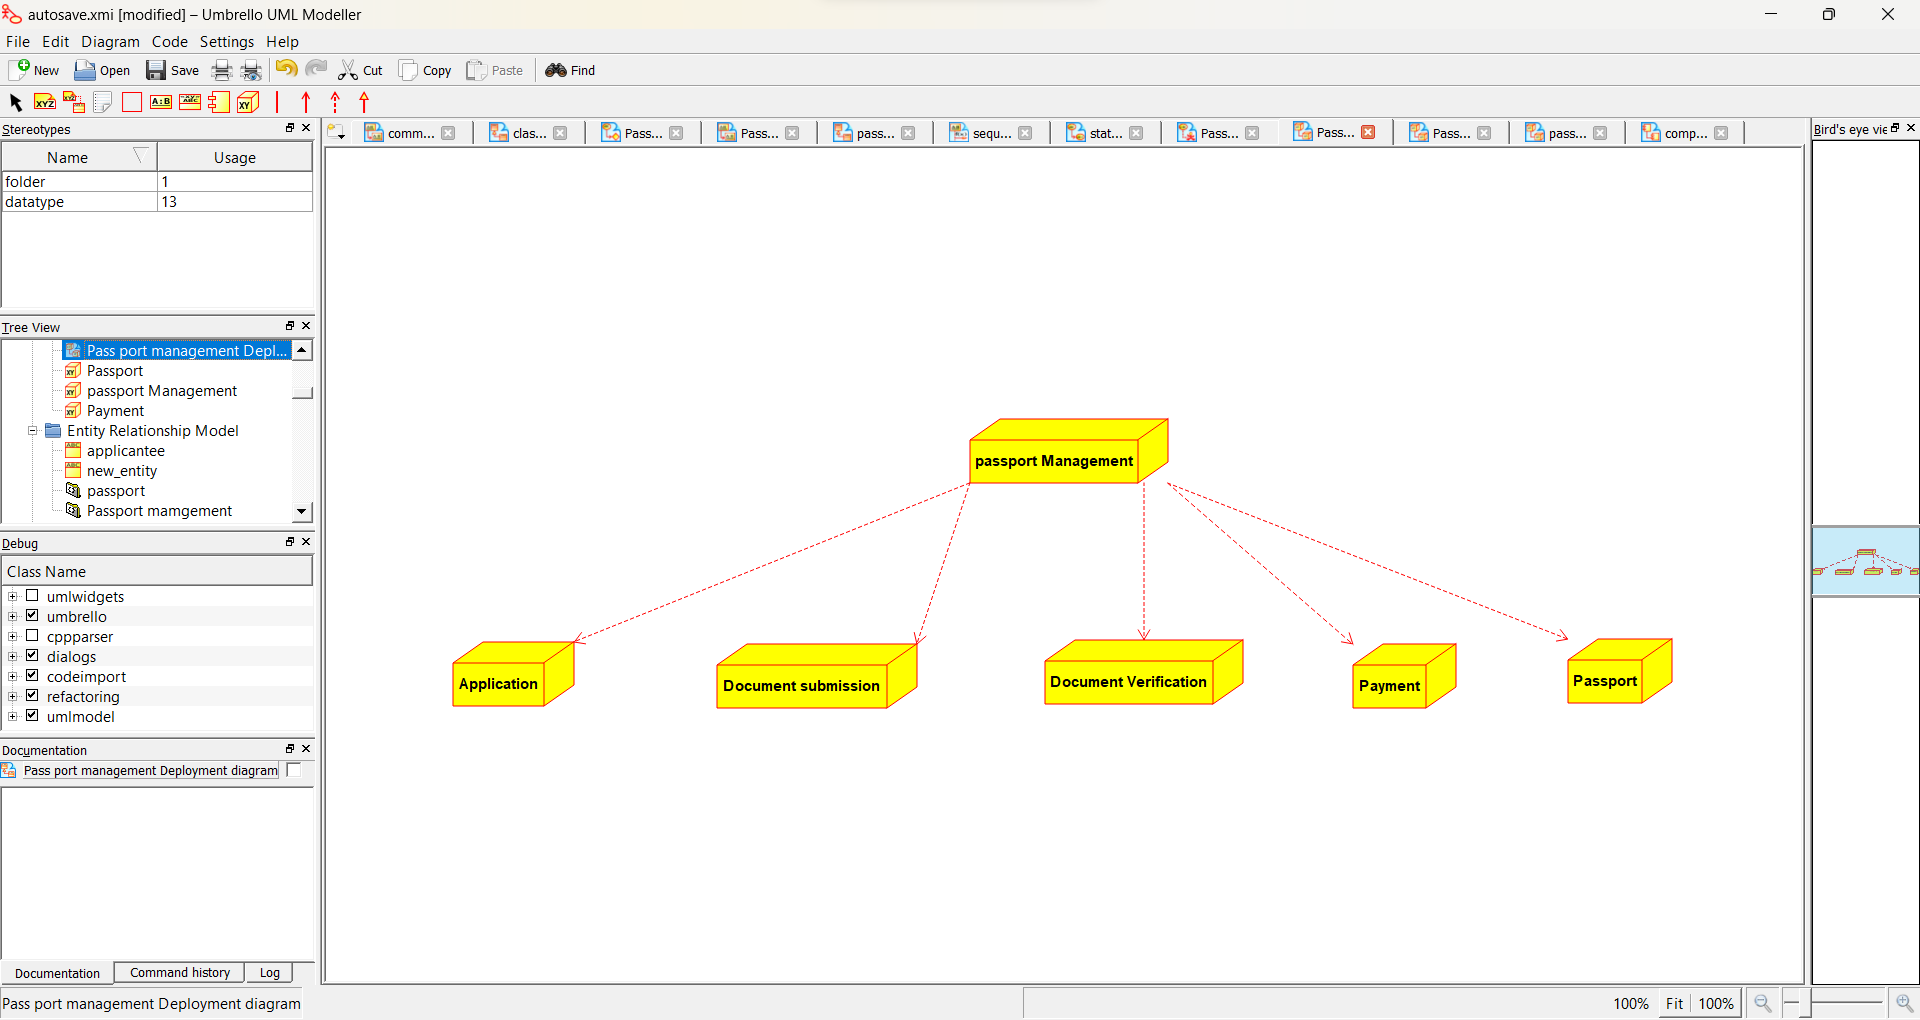 autosave.xmi [modified] – Umbrello UML Modeller
File Edit Diagram Code Settings Help
New Open Save Cut Copy Paste Find
XYZ XYZ A:B ABC XY
Stereotypes
Name Usage
folder 1
datatype 13
Tree View
Pass port management Depl...
Passport
passport Management
Payment
Entity Relationship Model
applicantee
new_entity
passport
Passport mamgement
Debug
Class Name
umlwidgets
umbrello
cppparser
dialogs
codeimport
refactoring
umlmodel
Documentation
Pass port management Deployment diagram
Documentation Command history Log
Pass port management Deployment diagram
comm... clas... Pass... Pass... pass... sequ... stat... Pass... Pass... Pass... pass... comp...
passport Management
Application
Document submission
Document Verification
Payment
Passport
Bird's eye vie
100% Fit 100%